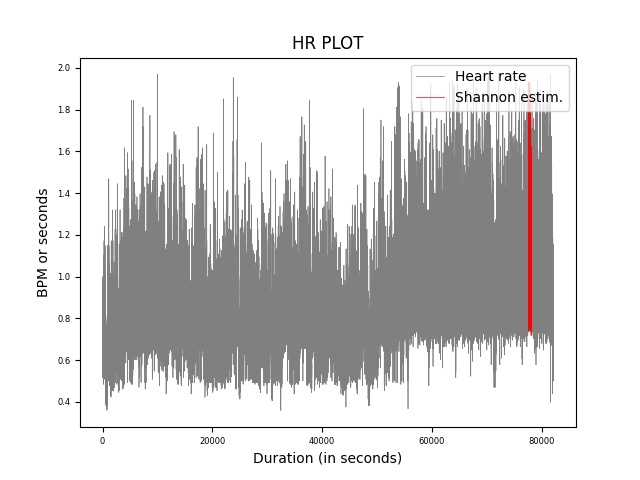 HR PLOT
Heart rate
Shannon estim.
BPM or seconds
2.0
1.8
1.6
1.4
1.2
1.0
0.8
0.6
0.4
0
20000
40000
60000
80000
Duration (in seconds)